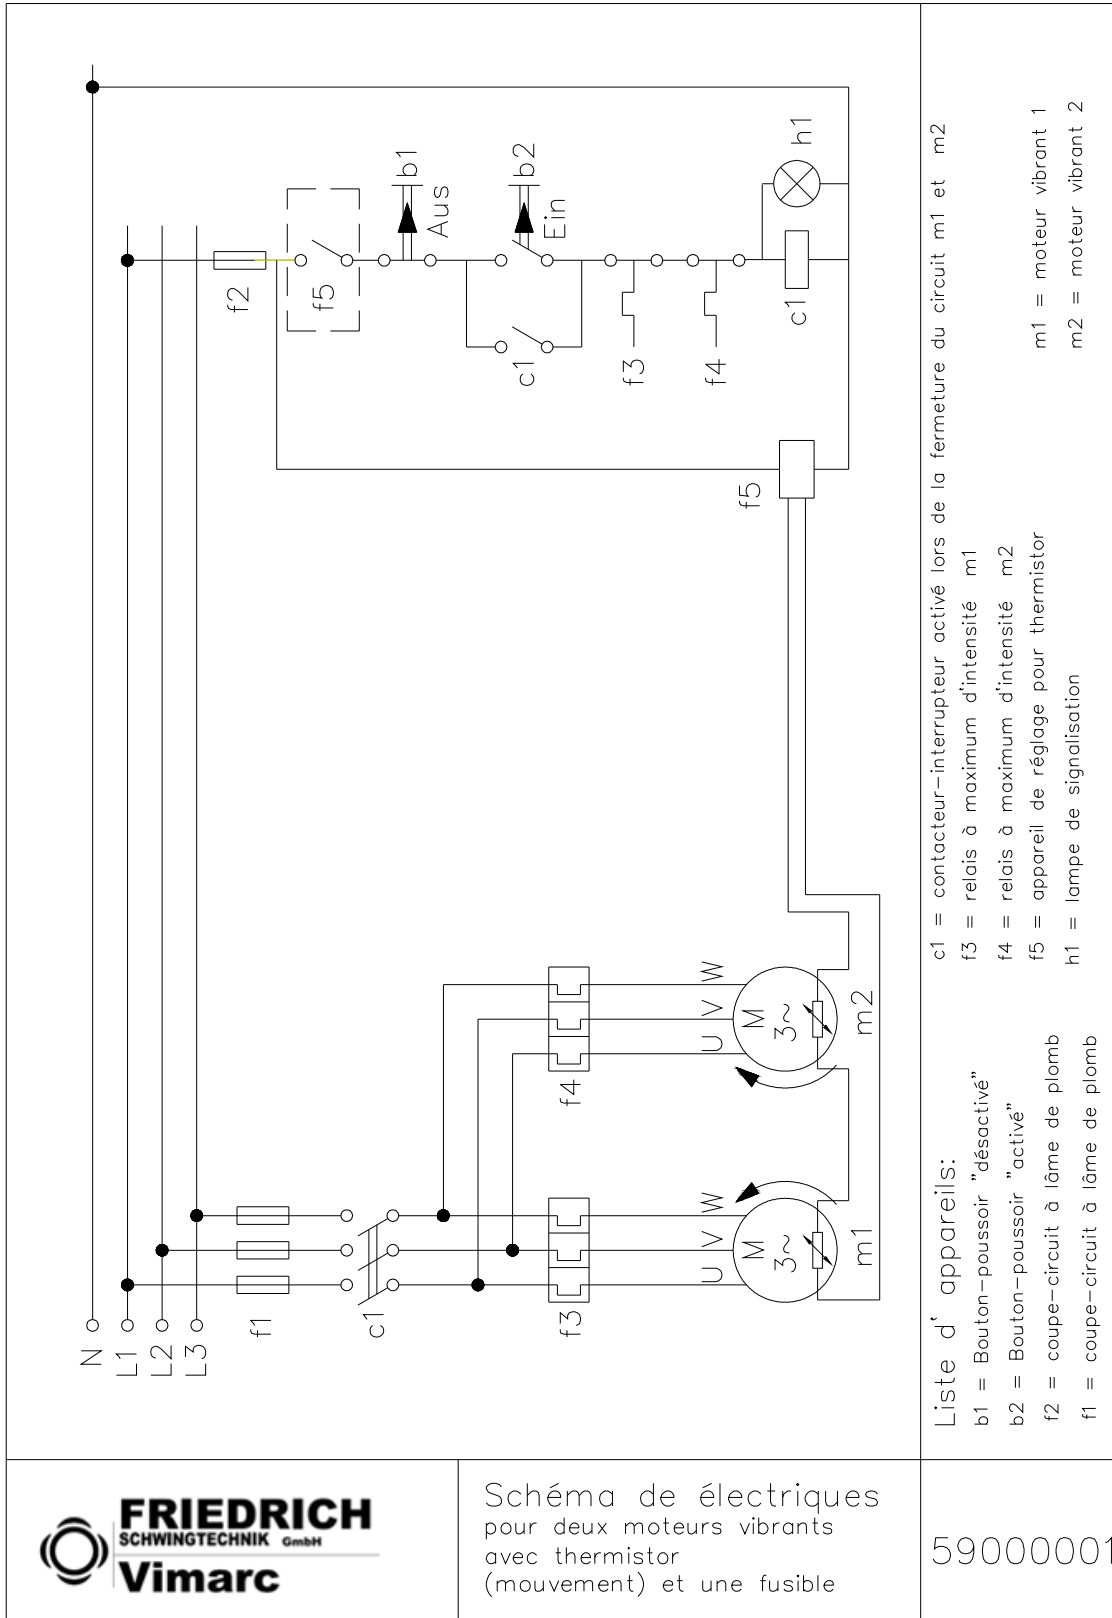 N
L1
L2
L3
f1
c1
f3
f4
U V W
M
3~
m1
U V W
M
3~
m2
f2
f5
b1
Aus
b2
Ein
c1
f3
f4
c1
h1
f5
Liste d' appareils:
b1 = Bouton-poussoir "désactivé"
b2 = Bouton-poussoir "activé"
f2 = coupe-circuit à lâme de plomb
f1 = coupe-circuit à lâme de plomb
c1 = contacteur-interrupteur activé lors de la fermeture du circuit m1 et m2
f3 = relais à maximum d'intensité m1
f4 = relais à maximum d'intensité m2
f5 = appareil de réglage pour thermistor
h1 = lampe de signalisation
m1 = moteur vibrant 1
m2 = moteur vibrant 2
FRIEDRICH
SCHWINGTECHNIK GmbH
Vimarc
Schéma de électriques
pour deux moteurs vibrants
avec thermistor
(mouvement) et une fusible
59000001